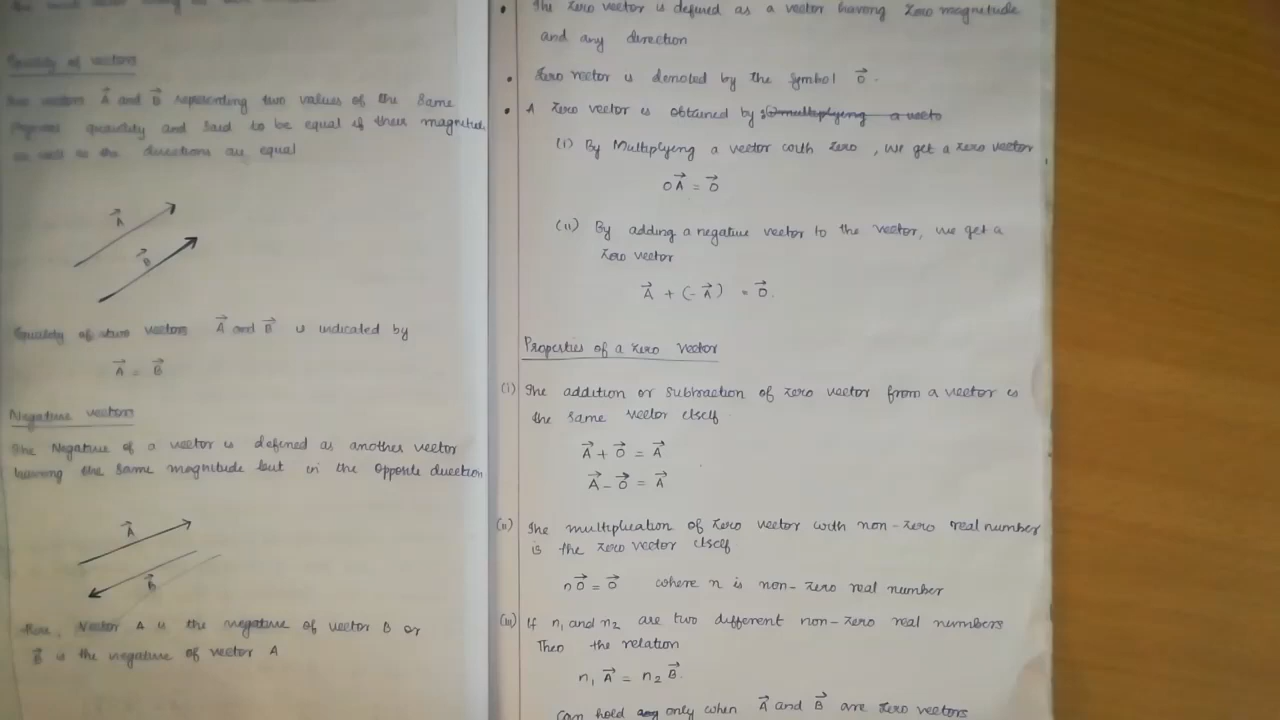 Equality of vectors
Two vectors A⃗ and B⃗ representing two values of the same
physical quantity and said to be equal if their magnitude
as well as the directions are equal
A⃗
B⃗
Equality of two vectors A⃗ and B⃗ is indicated by
A⃗ = B⃗
Negative vectors
The Negative of a vector is defined as another vector
having the same magnitude but in the opposite direction
A⃗
B⃗
Here, Vector A is the negative of vector B or
B⃗ is the negative of vector A
• The zero vector is defined as a vector having zero magnitude
and any direction
• Zero vector is denoted by the symbol 0⃗.
• A zero vector is obtained by : multiplying a vecto
(i) By Multiplying a vector with zero, we get a zero vector
0A⃗ = 0⃗
(ii) By adding a negative vector to the vector, we get a
zero vector
A⃗ + (-A⃗) = 0⃗.
Properties of a zero vector
(i) The addition or subtraction of zero vector from a vector is
the same vector itself
A⃗ + 0⃗ = A⃗
A⃗ - 0⃗ = A⃗
(ii) The multiplication of zero vector with non-zero real number
is the zero vector itself
n0⃗ = 0⃗ where n is non-zero real number
(iii) If n₁ and n₂ are two different non-zero real numbers
Then the relation
n₁ A⃗ = n₂ B⃗.
Can hold only when A⃗ and B⃗ are zero vectors